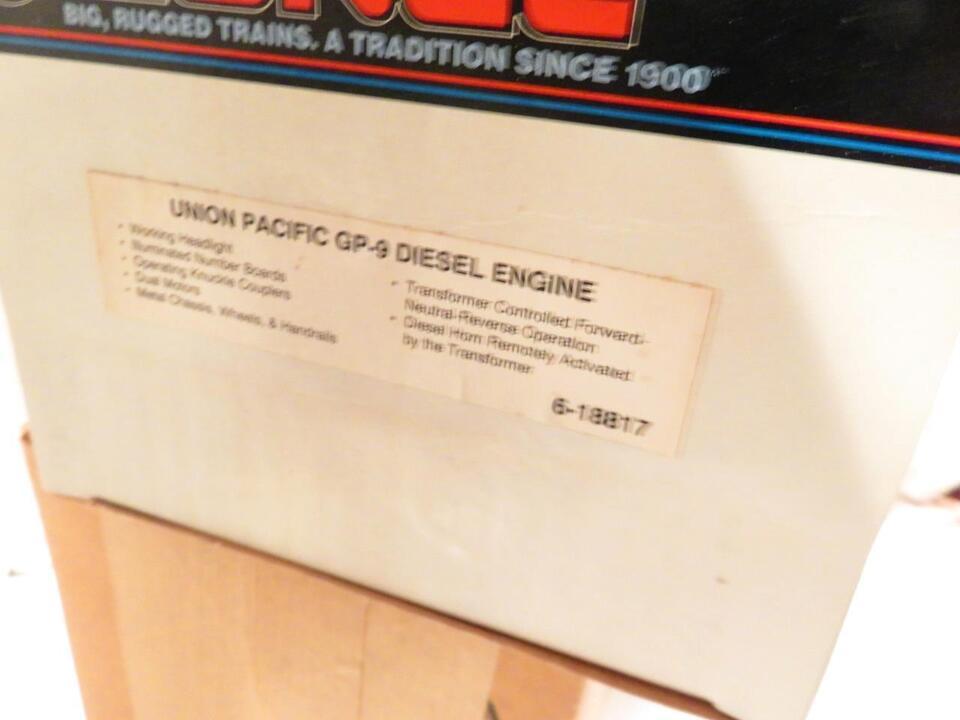 BIG, RUGGED TRAINS. A TRADITION SINCE 1900
UNION PACIFIC GP-9 DIESEL ENGINE
• Working Headlight
• Illuminated Number Boards
• Operating Knuckle Couplers
• Dual Motors
• Metal Chassis, Wheels, & Handrails
• Transformer Controlled Forward-
Neutral-Reverse Operation
• Diesel Horn Remotely Activated
by the Transformer
6-18817